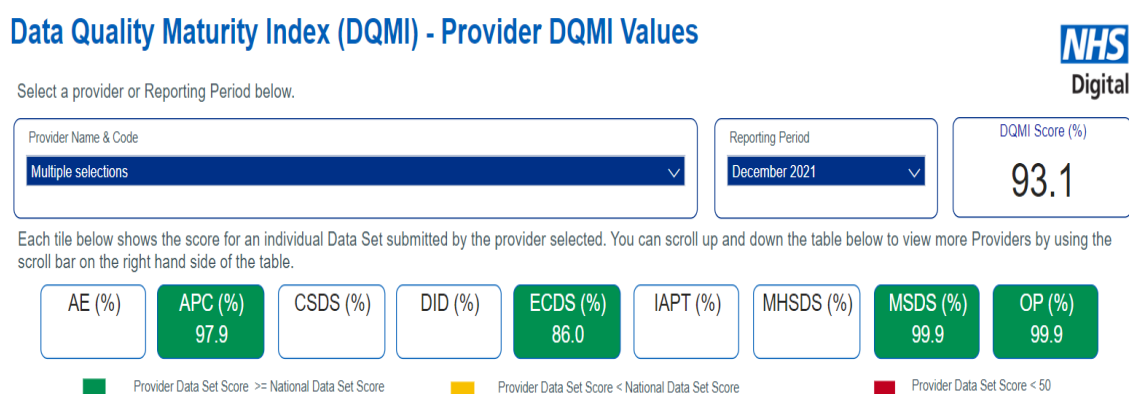 Data Quality Maturity Index (DQMI) - Provider DQMI Values
NHS
Digital
Select a provider or Reporting Period below.
Provider Name & Code
Multiple selections
Reporting Period
December 2021
DQMI Score (%)
93.1
Each tile below shows the score for an individual Data Set submitted by the provider selected. You can scroll up and down the table below to view more Providers by using the
scroll bar on the right hand side of the table.
AE (%)
APC (%)
97.9
CSDS (%)
DID (%)
ECDS (%)
86.0
IAPT (%)
MHSDS (%)
MSDS (%)
99.9
OP (%)
99.9
Provider Data Set Score >= National Data Set Score
Provider Data Set Score < National Data Set Score
Provider Data Set Score < 50